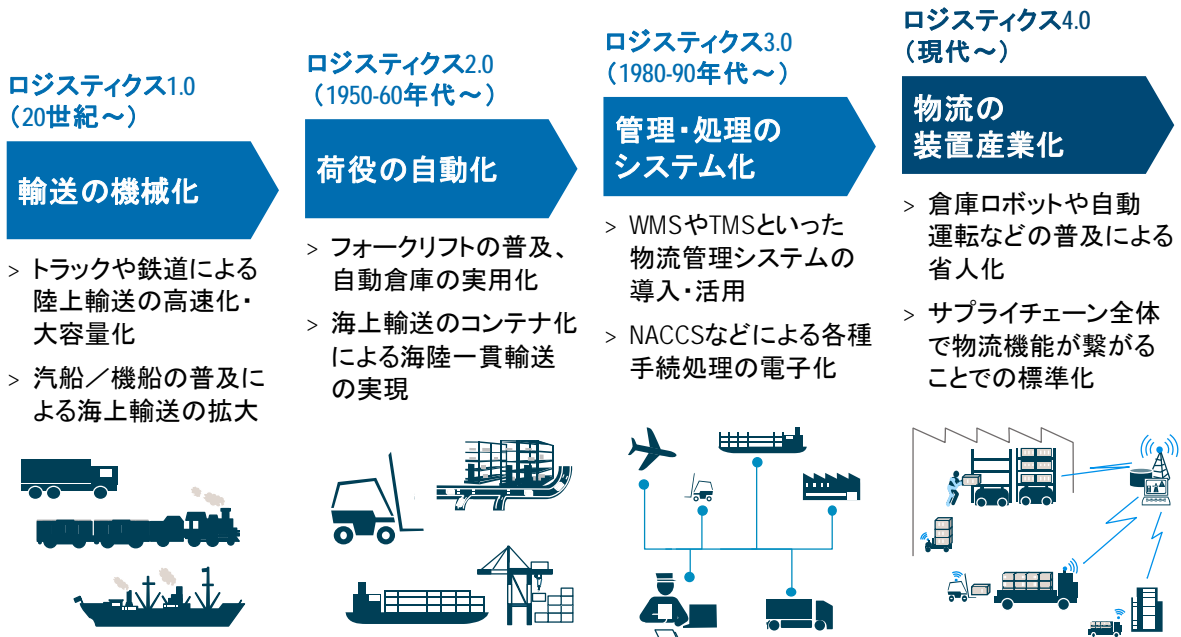 ロジスティクス1.0
（20世紀～）
輸送の機械化
> トラックや鉄道による
陸上輸送の高速化・
大容量化
> 汽船／機船の普及に
よる海上輸送の拡大
ロジスティクス2.0
（1950-60年代～）
荷役の自動化
> フォークリフトの普及、
自動倉庫の実用化
> 海上輸送のコンテナ化
による海陸一貫輸送
の実現
ロジスティクス3.0
（1980-90年代～）
管理・処理の
システム化
> WMSやTMSといった
物流管理システムの
導入・活用
> NACCSなどによる各種
手続処理の電子化
ロジスティクス4.0
（現代～）
物流の
装置産業化
> 倉庫ロボットや自動
運転などの普及による
省人化
> サプライチェーン全体
で物流機能が繋がる
ことでの標準化